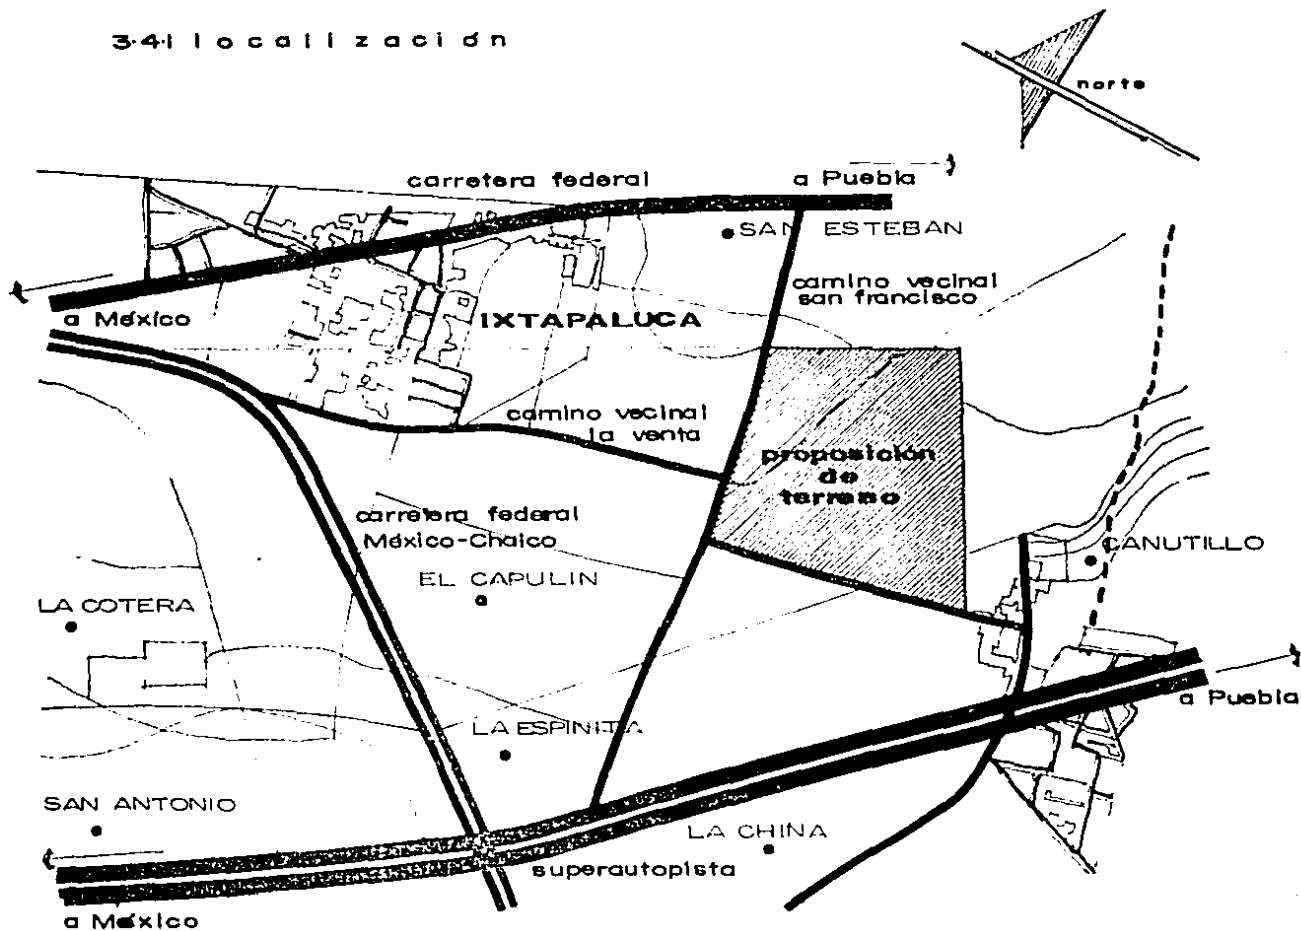 3·4·1 localización
norte
carretera federal
a Puebla
SAN ESTEBAN
camino vecinal
san francisco
a México
IXTAPALUCA
camino vecinal
la venta
proposición
de
terreno
carretera federal
México-Chalco
CANUTILLO
EL CAPULIN
LA COTERA
a Puebla
LA ESPINITA
SAN ANTONIO
LA CHINA
superautopista
a México